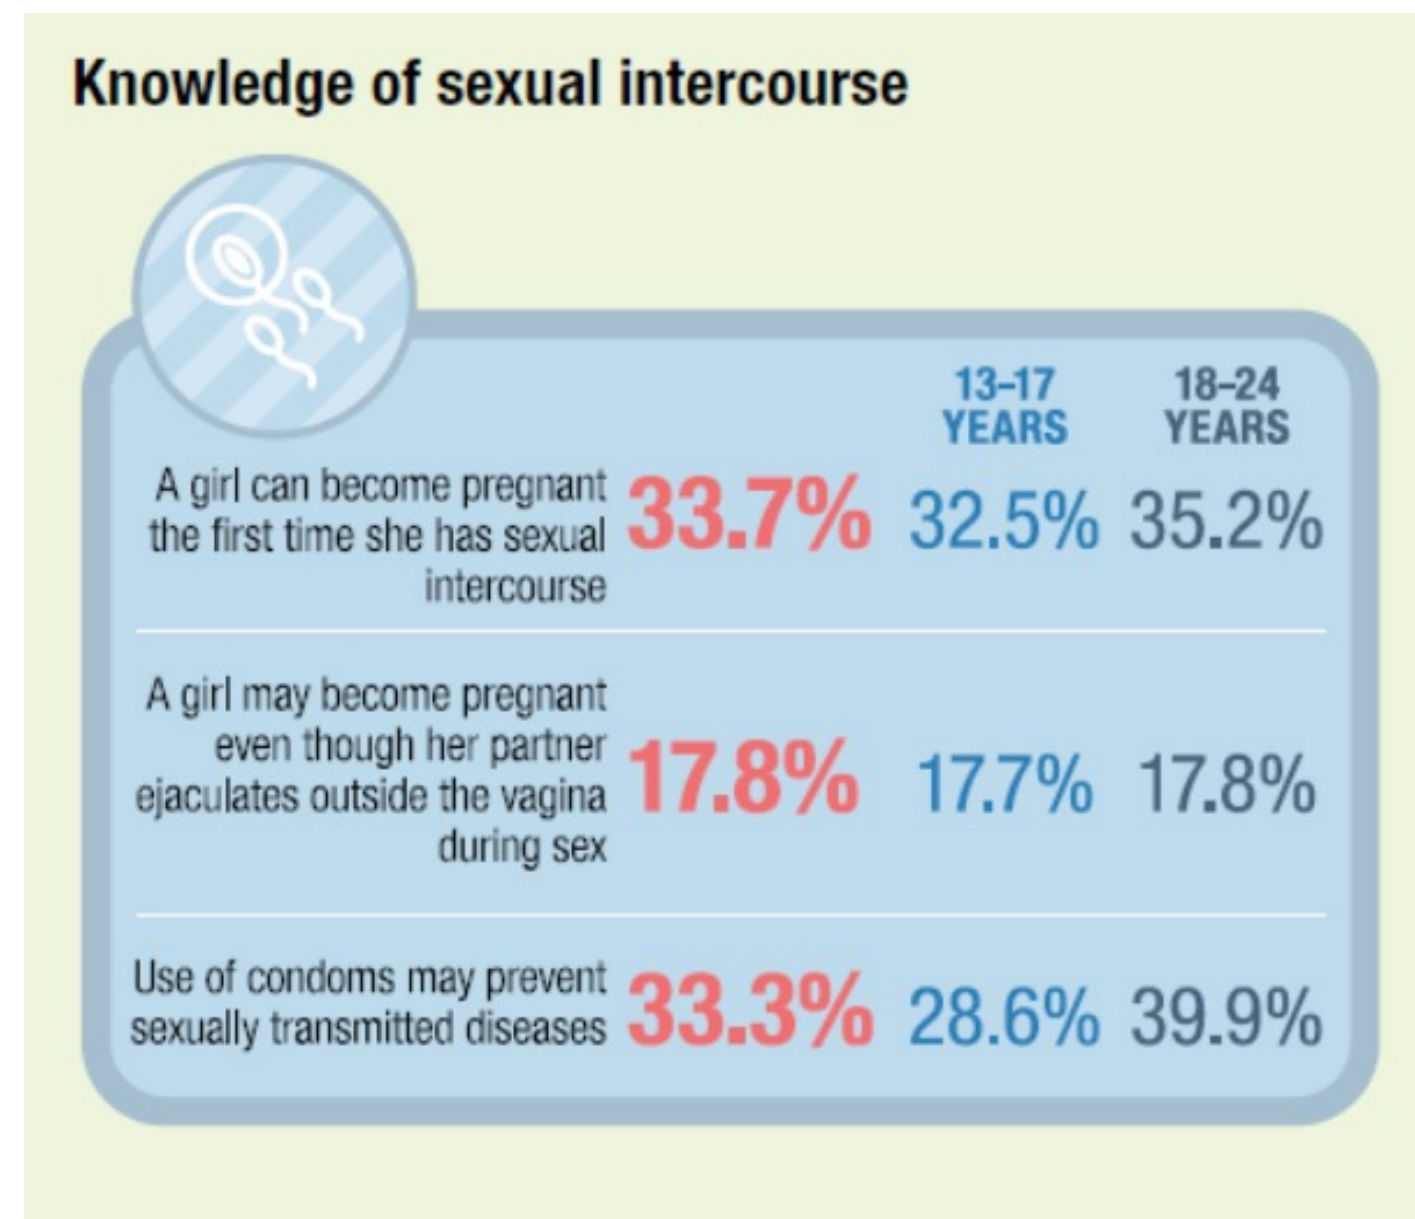 Knowledge of sexual intercourse
13–17 18–24
YEARS YEARS
A girl can become pregnant
the first time she has sexual
intercourse
33.7% 32.5% 35.2%
A girl may become pregnant
even though her partner
ejaculates outside the vagina
during sex
17.8% 17.7% 17.8%
Use of condoms may prevent
sexually transmitted diseases
33.3% 28.6% 39.9%